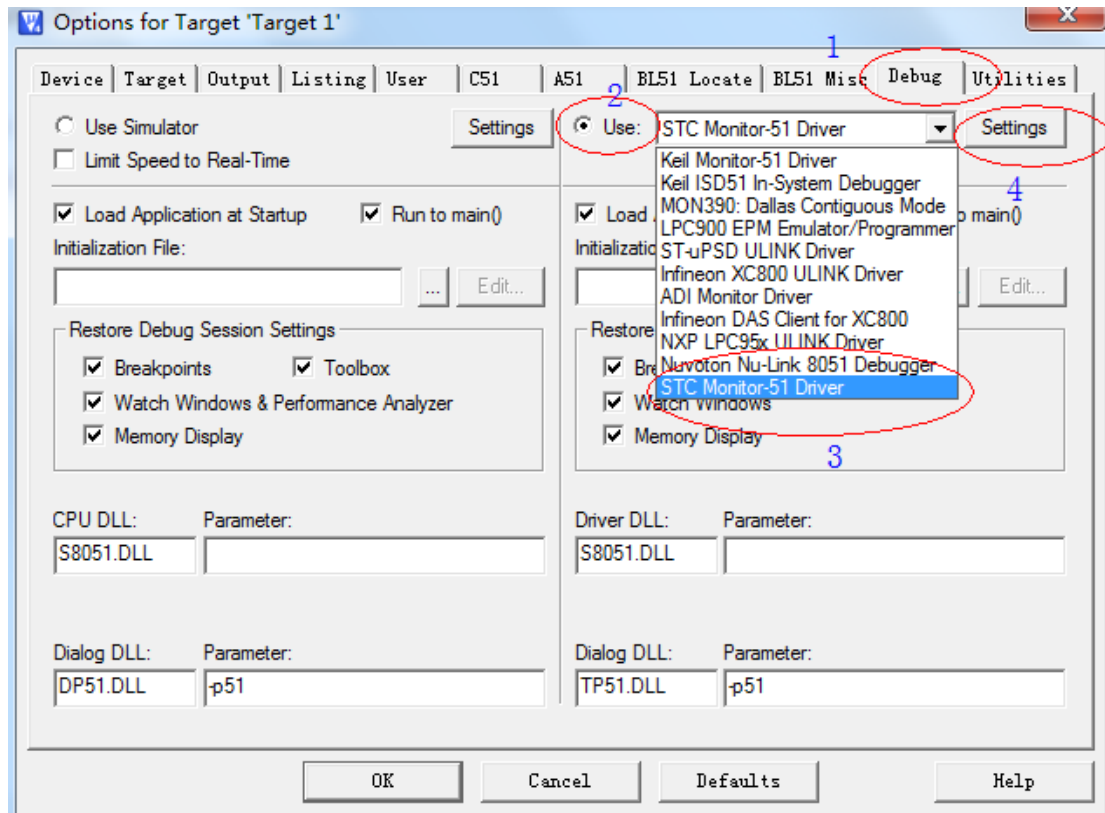 Options for Target 'Target 1'
1
Device Target Output Listing User C51 A51 BL51 Locate BL51 Misc Debug Utilities
2
Use Simulator Settings Use: STC Monitor-51 Driver Settings
Limit Speed to Real-Time
Keil Monitor-51 Driver
Keil ISD51 In-System Debugger
MON390: Dallas Contiguous Mode
LPC900 EPM Emulator/Programmer
ST-uPSD ULINK Driver
Infineon XC800 ULINK Driver
ADI Monitor Driver
Infineon DAS Client for XC800
NXP LPC95x ULINK Driver
Nuvoton Nu-Link 8051 Debugger
STC Monitor-51 Driver
4
Load Application at Startup Run to main()
Load main()
Initialization File:
... Edit...
Edit...
Restore Debug Session Settings
Restore
Breakpoints Toolbox
Watch Windows & Performance Analyzer
Watch Windows
Memory Display
Memory Display
3
CPU DLL: Parameter:
S8051.DLL
Driver DLL: Parameter:
S8051.DLL
Dialog DLL: Parameter:
DP51.DLL -p51
Dialog DLL: Parameter:
TP51.DLL -p51
OK Cancel Defaults Help